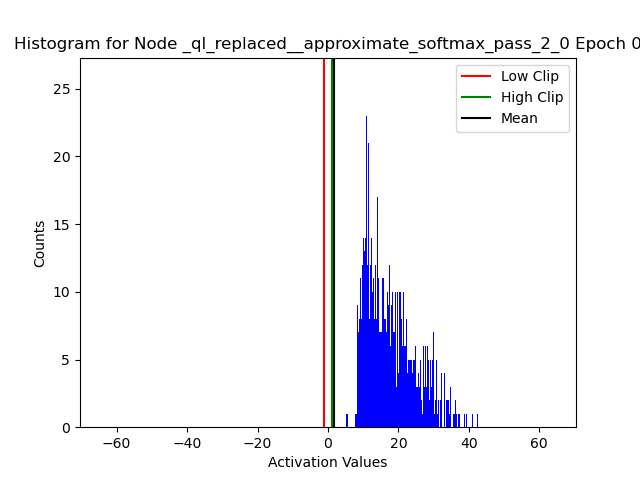 Histogram for Node _ql_replaced__approximate_softmax_pass_2_0 Epoch 0
Low Clip
High Clip
Mean
Counts
25
20
15
10
5
0
−60
−40
−20
0
20
40
60
Activation Values